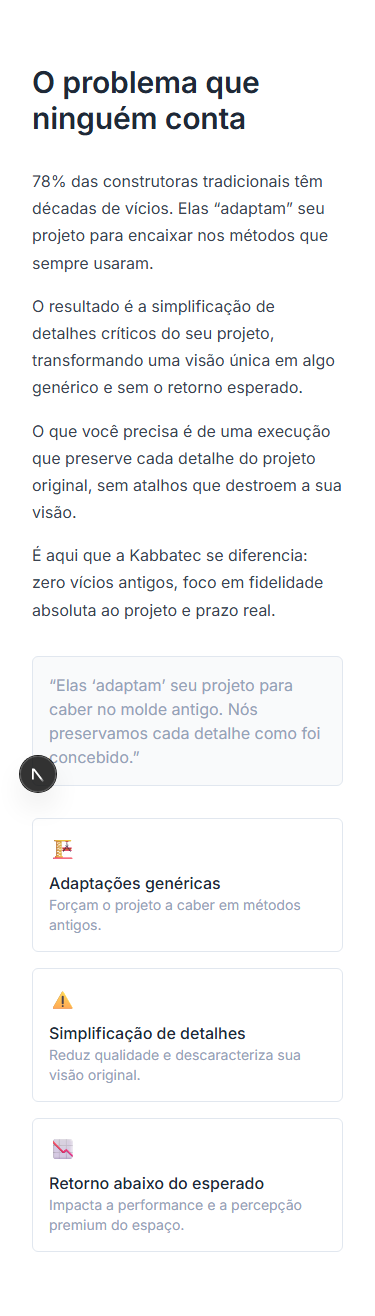 O problema que
ninguém conta
78% das construtoras tradicionais têm
décadas de vícios. Elas “adaptam” seu
projeto para encaixar nos métodos que
sempre usaram.
O resultado é a simplificação de
detalhes críticos do seu projeto,
transformando uma visão única em algo
genérico e sem o retorno esperado.
O que você precisa é de uma execução
que preserve cada detalhe do projeto
original, sem atalhos que destroem a sua
visão.
É aqui que a Kabbatec se diferencia:
zero vícios antigos, foco em fidelidade
absoluta ao projeto e prazo real.
“Elas ‘adaptam’ seu projeto para
caber no molde antigo. Nós
preservamos cada detalhe como foi
concebido.”
Adaptações genéricas
Forçam o projeto a caber em métodos
antigos.
Simplificação de detalhes
Reduz qualidade e descaracteriza sua
visão original.
Retorno abaixo do esperado
Impacta a performance e a percepção
premium do espaço.